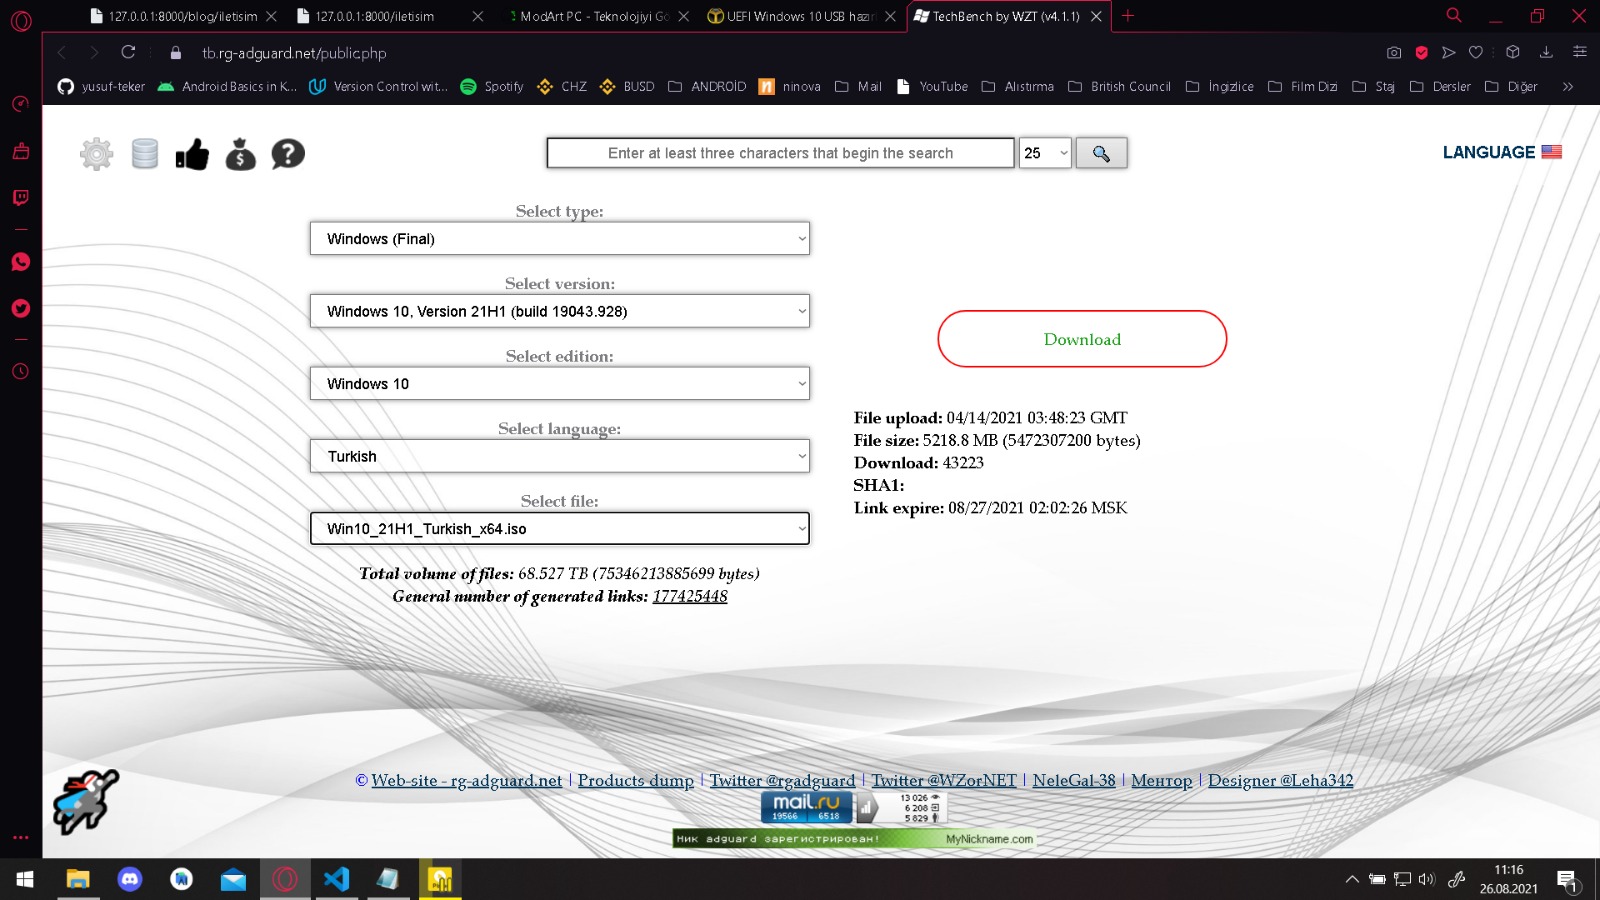 127.0.0.1:8000/blog/iletisim
127.0.0.1:8000/iletisim
ModArt PC - Teknolojiyi Gö
UEFI Windows 10 USB hazır
TechBench by WZT (v4.1.1)
tb.rg-adguard.net/public.php
yusuf-teker
Android Basics in K...
Version Control wit...
Spotify
CHZ
BUSD
ANDROİD
n ninova
Mail
YouTube
Alıstırma
British Council
İngizlice
Film Dizi
Staj
Dersler
Diğer
Enter at least three characters that begin the search
25
LANGUAGE
Select type:
Windows (Final)
Select version:
Windows 10, Version 21H1 (build 19043.928)
Select edition:
Windows 10
Select language:
Turkish
Select file:
Win10_21H1_Turkish_x64.iso
Total volume of files: 68.527 TB (75346213885699 bytes)
General number of generated links: 177425448
Download
File upload: 04/14/2021 03:48:23 GMT
File size: 5218.8 MB (5472307200 bytes)
Download: 43223
SHA1:
Link expire: 08/27/2021 02:02:26 MSK
© Web-site - rg-adguard.net | Products dump | Twitter @rgadguard | Twitter @WZorNET | NeleGal-38 | Ментор | Designer @Leha342
mail.ru
19566 6518
13 026
6 208
5 829
Ник adguard зарегистрирован! MyNickname.com
11:16
26.08.2021
1